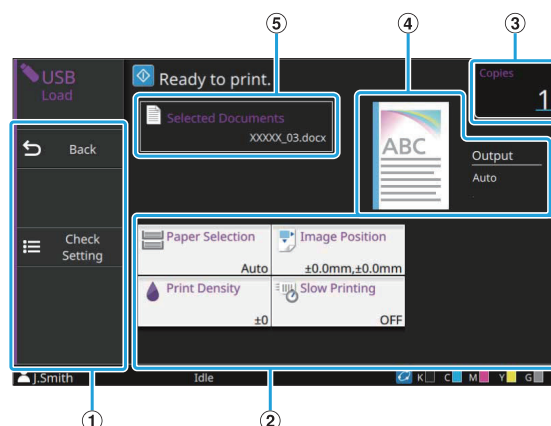 ⑤
④
③
USB
Load
Ready to print.
Copies
1
Selected Documents
XXXXX_03.docx
ABC
Output
Auto
Back
Check
Setting
Paper Selection
Auto
Image Position
±0.0mm,±0.0mm
Print Density
±0
Slow Printing
OFF
J.Smith
Idle
K C M Y G
①
②